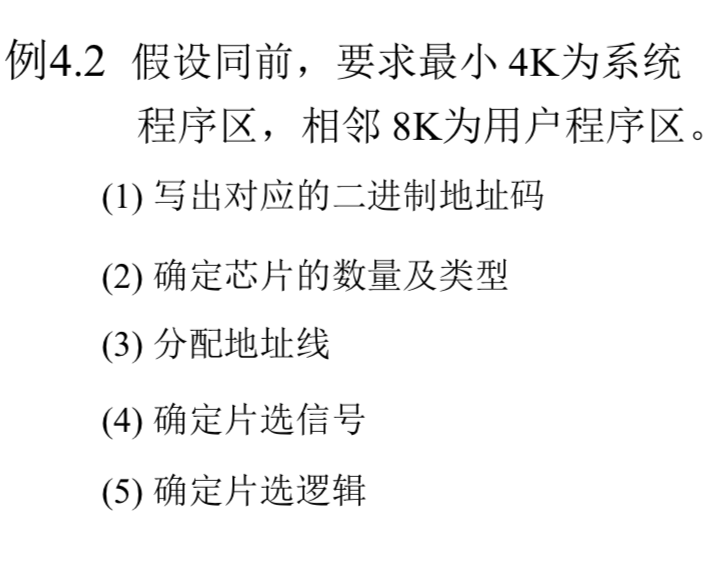 例4.2 假设同前，要求最小 4K为系统
程序区，相邻 8K为用户程序区。
(1) 写出对应的二进制地址码
(2) 确定芯片的数量及类型
(3) 分配地址线
(4) 确定片选信号
(5) 确定片选逻辑